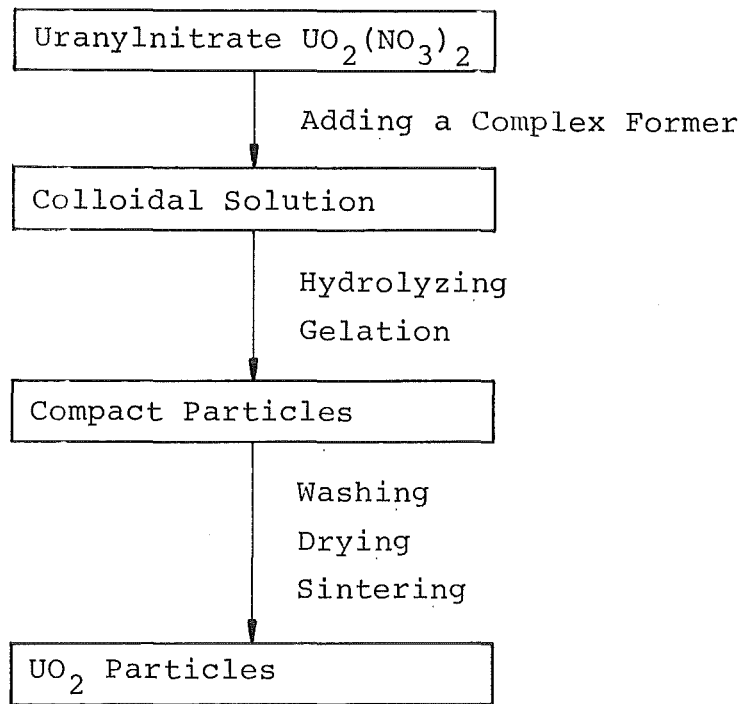 Uranylnitrate UO₂(NO₃)₂
Adding a Complex Former
Colloidal Solution
Hydrolyzing
Gelation
Compact Particles
Washing
Drying
Sintering
UO₂ Particles